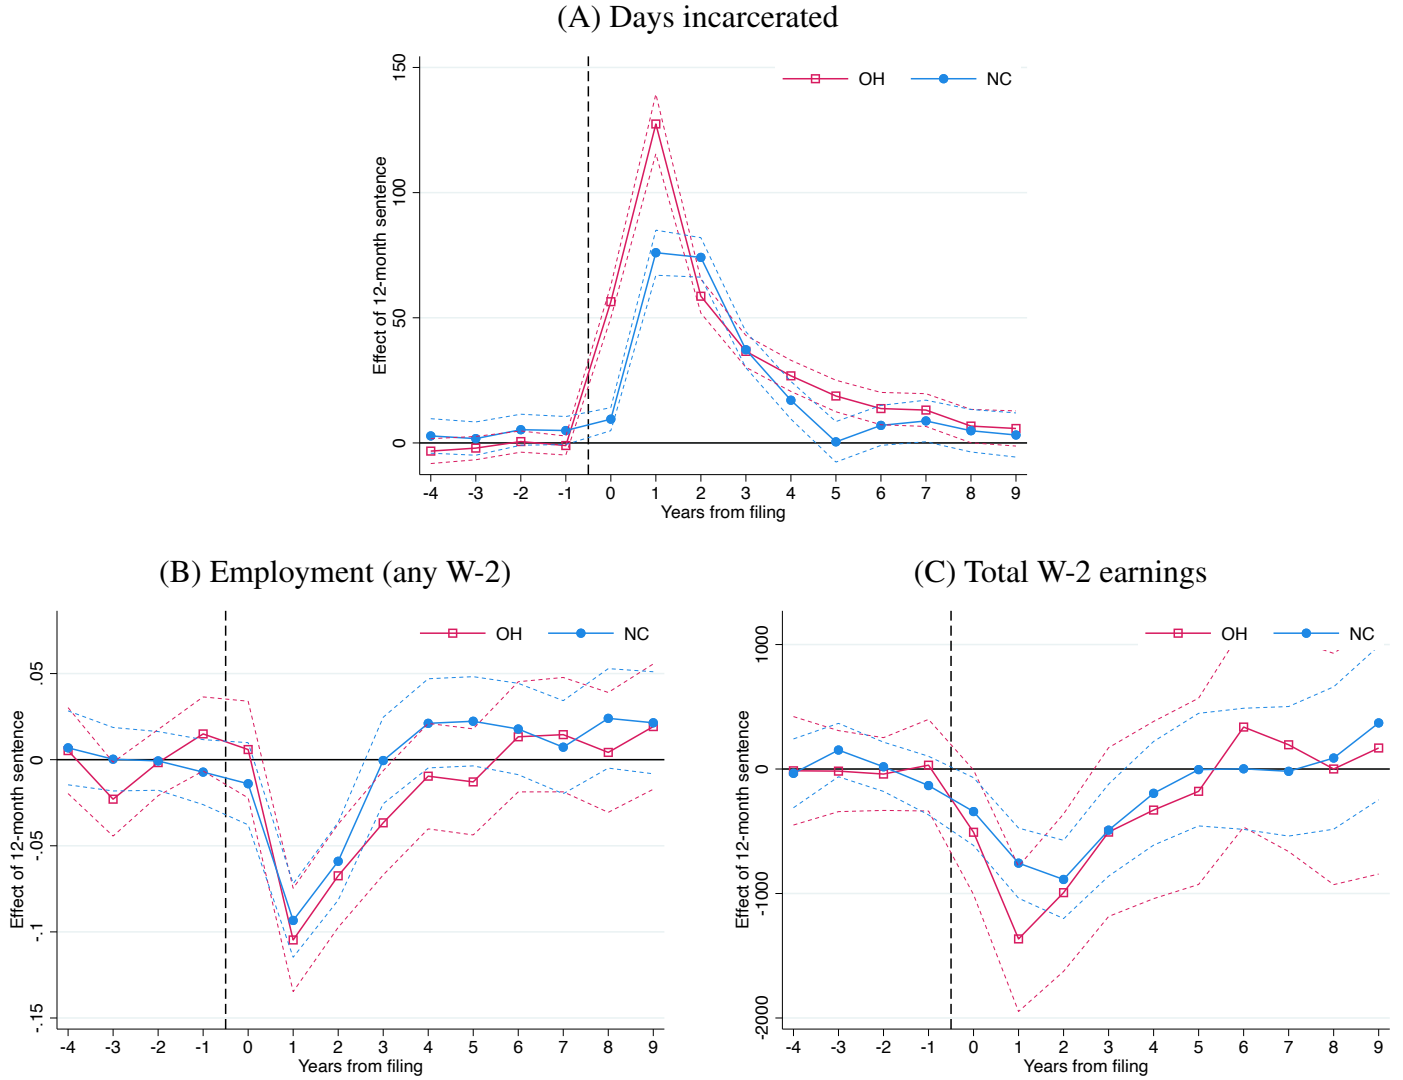 (A) Days incarcerated
OH NC
Effect of 12-month sentence
150
100
50
0
-4 -3 -2 -1 0 1 2 3 4 5 6 7 8 9
Years from filing
(B) Employment (any W-2)
OH NC
Effect of 12-month sentence
.05
0
-.05
-.1
-.15
-4 -3 -2 -1 0 1 2 3 4 5 6 7 8 9
Years from filing
(C) Total W-2 earnings
OH NC
Effect of 12-month sentence
1000
0
-1000
-2000
-4 -3 -2 -1 0 1 2 3 4 5 6 7 8 9
Years from filing